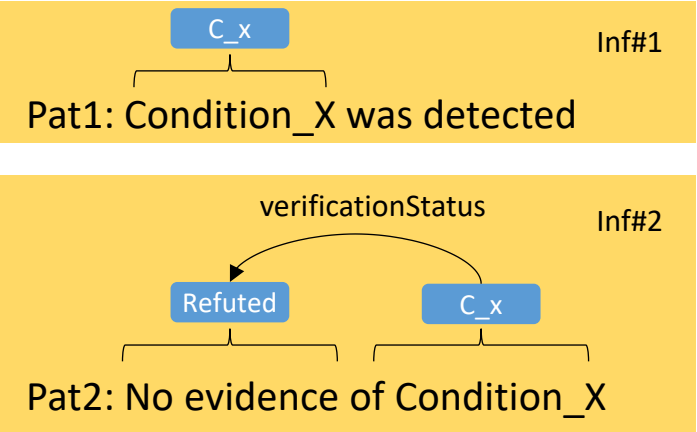 C_x
Inf#1
Pat1: Condition_X was detected
verificationStatus
Inf#2
Refuted
C_x
Pat2: No evidence of Condition_X